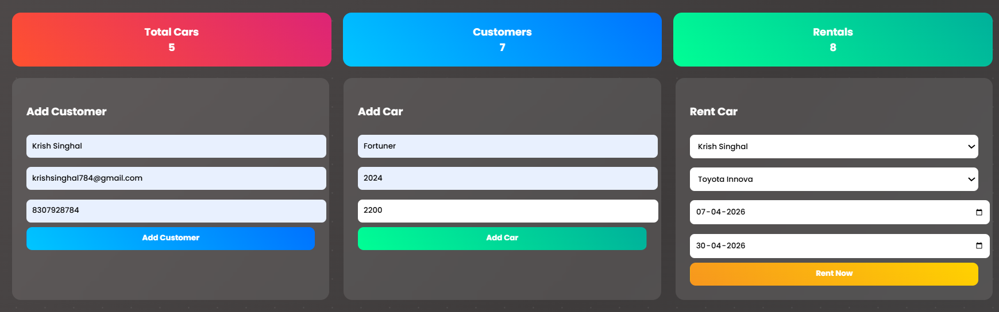 Total Cars
5
Customers
7
Rentals
8
Add Customer
Krish Singhal
krishsinghal784@gmail.com
8307928784
Add Customer
Add Car
Fortuner
2024
2200
Add Car
Rent Car
Krish Singhal
Toyota Innova
07-04-2026
30-04-2026
Rent Now